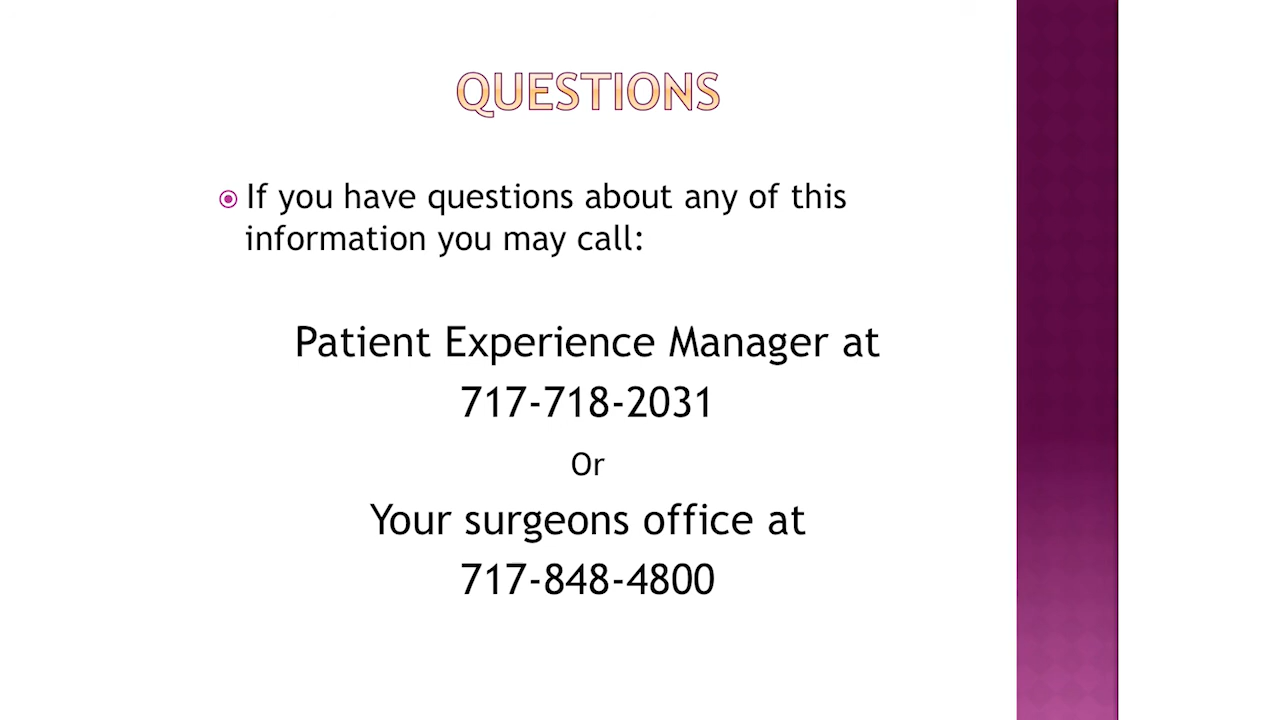 QUESTIONS
If you have questions about any of this
information you may call:
Patient Experience Manager at
717-718-2031
Or
Your surgeons office at
717-848-4800